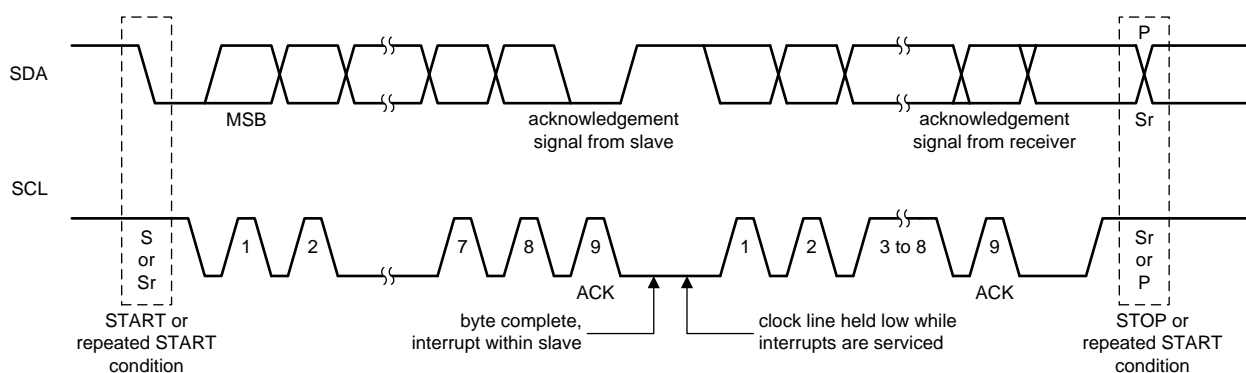 P
SDA
MSB
acknowledgement
signal from slave
acknowledgement
signal from receiver
Sr
SCL
S
or
Sr
1
2
7
8
9
1
2
3 to 8
9
Sr
or
P
ACK
ACK
START or
repeated START
condition
byte complete,
interrupt within slave
clock line held low while
interrupts are serviced
STOP or
repeated START
condition